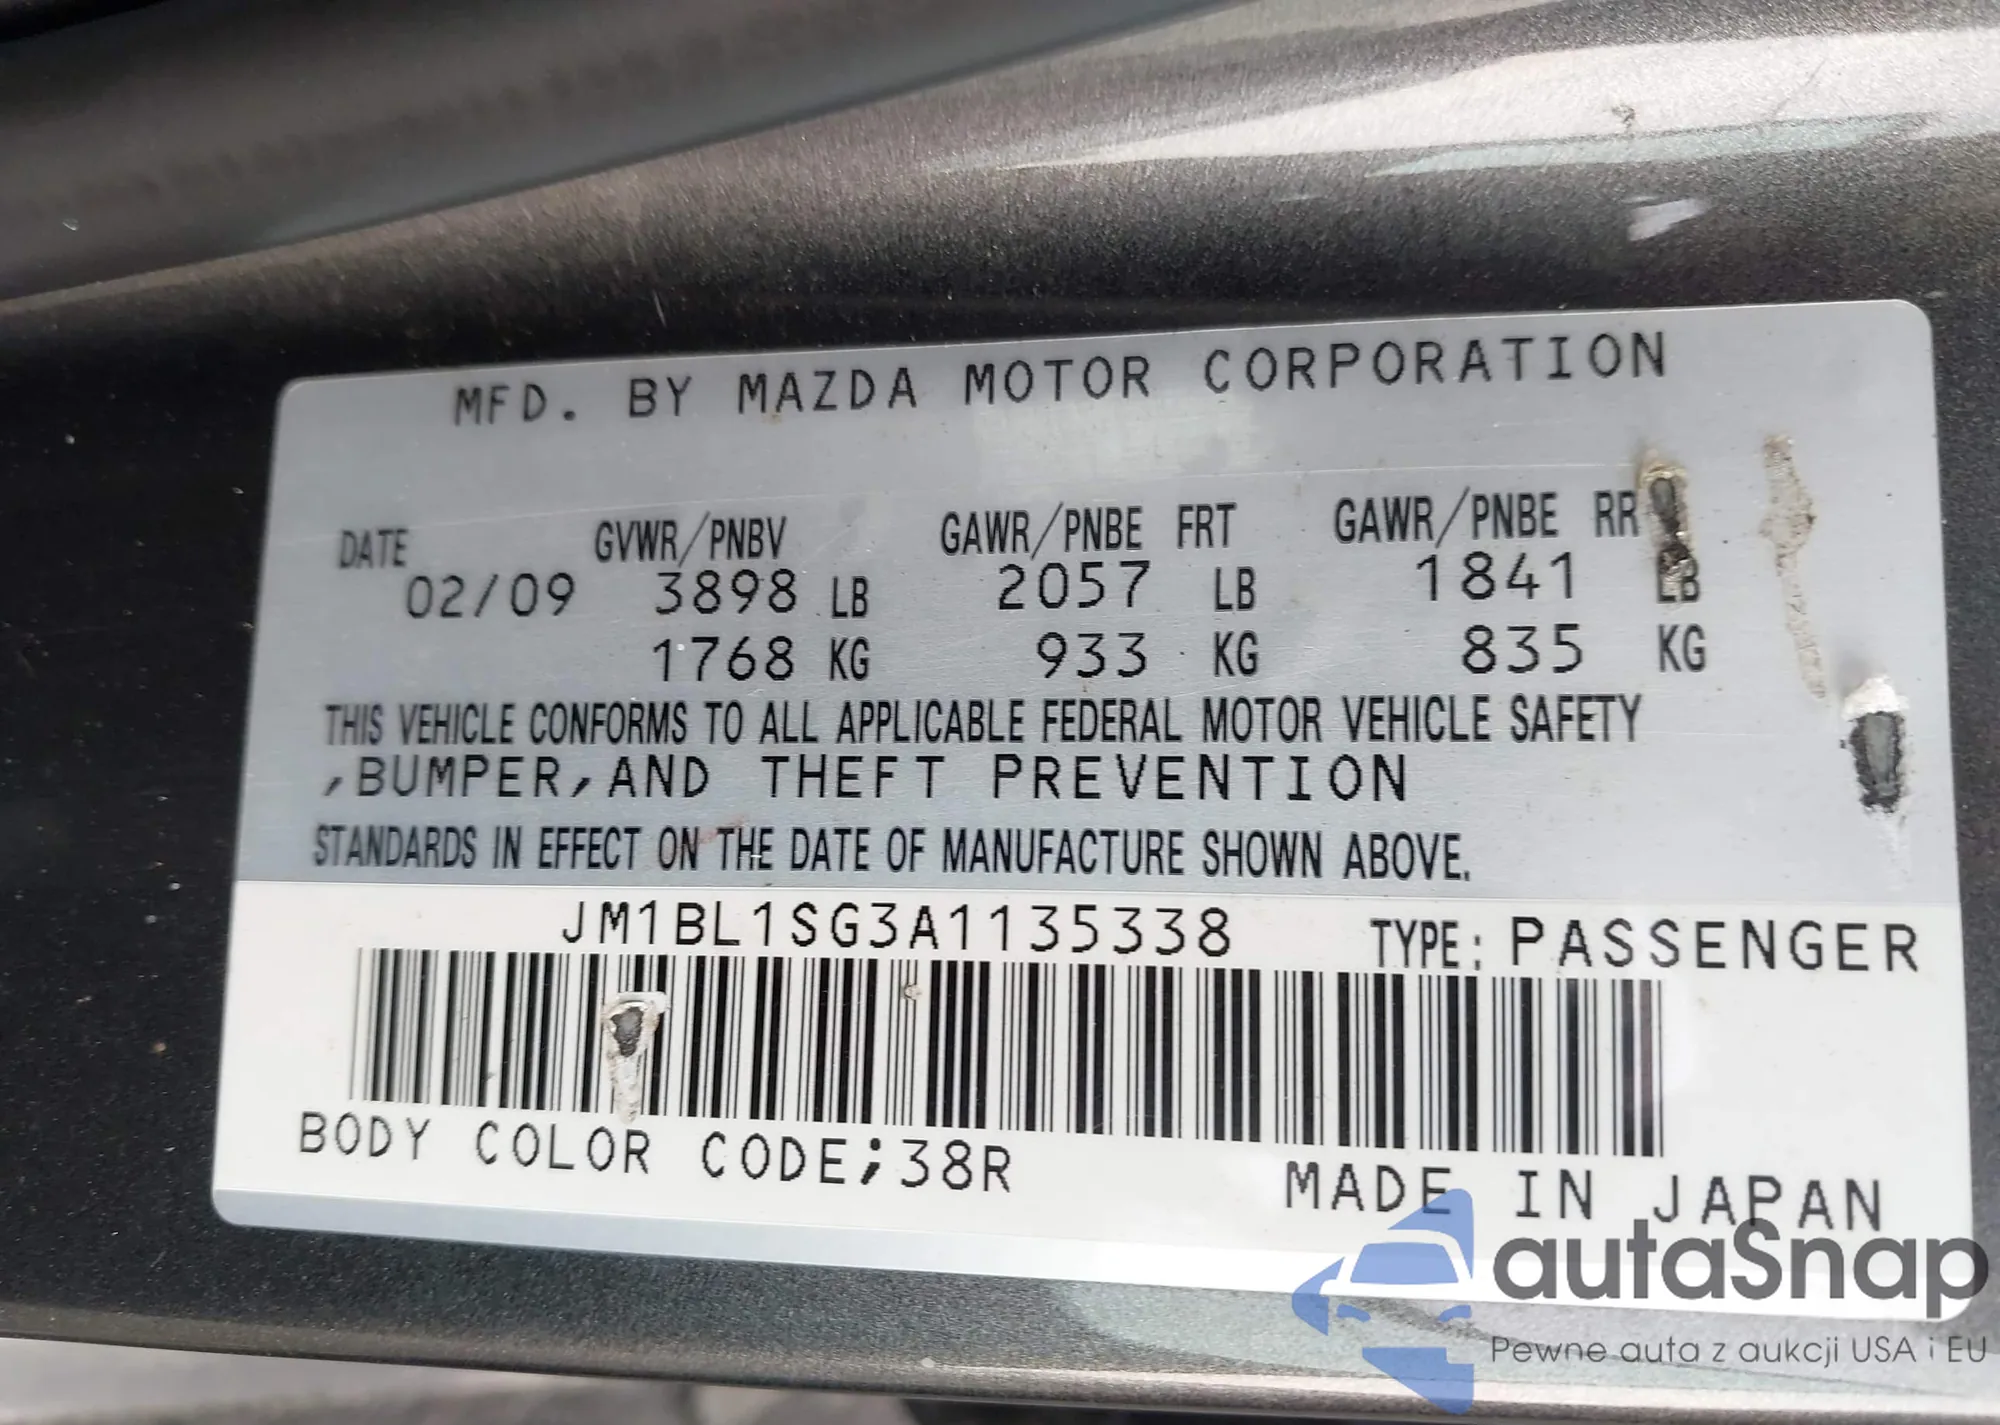 MFD. BY MAZDA MOTOR CORPORATION
DATE GVWR/PNBV GAWR/PNBE FRT GAWR/PNBE RR
02/09 3898 LB 2057 LB 1841 LB
1768 KG 933 KG 835 KG
THIS VEHICLE CONFORMS TO ALL APPLICABLE FEDERAL MOTOR VEHICLE SAFETY
,BUMPER,AND THEFT PREVENTION
STANDARDS IN EFFECT ON THE DATE OF MANUFACTURE SHOWN ABOVE.
JM1BL1SG3A1135338 TYPE: PASSENGER
BODY COLOR CODE;38R
MADE IN JAPAN
autaSnap
Pewne auta z aukcji USA i EU